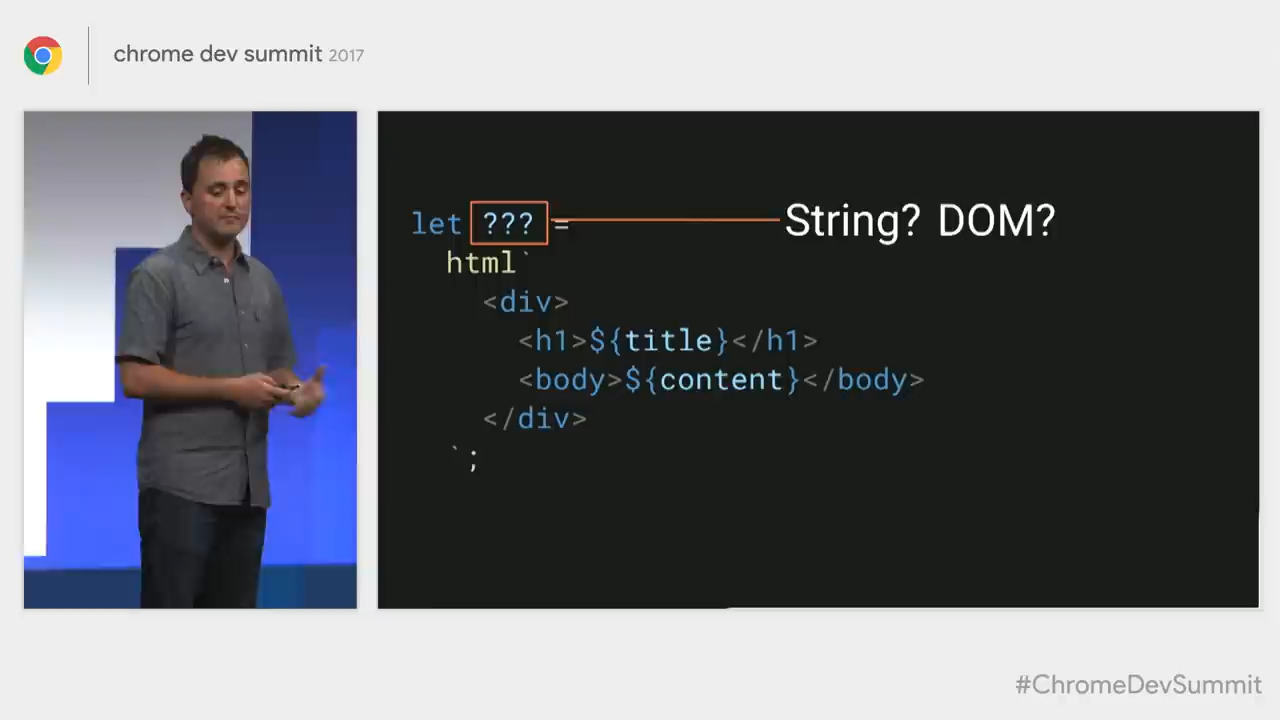 chrome dev summit 2017
let ??? =
String? DOM?
html`
<div>
<h1>${title}</h1>
<body>${content}</body>
</div>
`;
#ChromeDevSummit